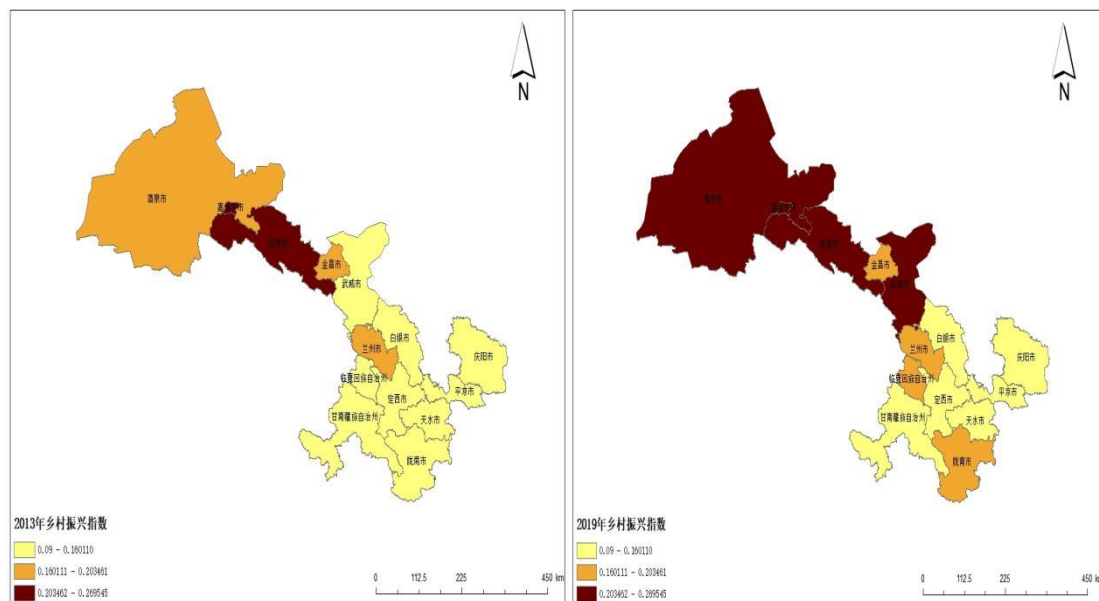 N
酒泉市
嘉峪关市
张掖市
金昌市
武威市
白银市
兰州市
庆阳市
临夏回族自治州
定西市
平凉市
甘南藏族自治州
天水市
陇南市
2013年乡村振兴指数
0.09 - 0.160110
0.160111 - 0.203461
0.203462 - 0.269545
0 112.5 225 450 km
N
酒泉市
金昌市
兰州市
白银市
庆阳市
临夏回族自治州
定西市
平凉市
甘南藏族自治州
天水市
陇南市
2019年乡村振兴指数
0.09 - 0.160110
0.160111 - 0.203461
0.203462 - 0.269545
0 112.5 225 450 km